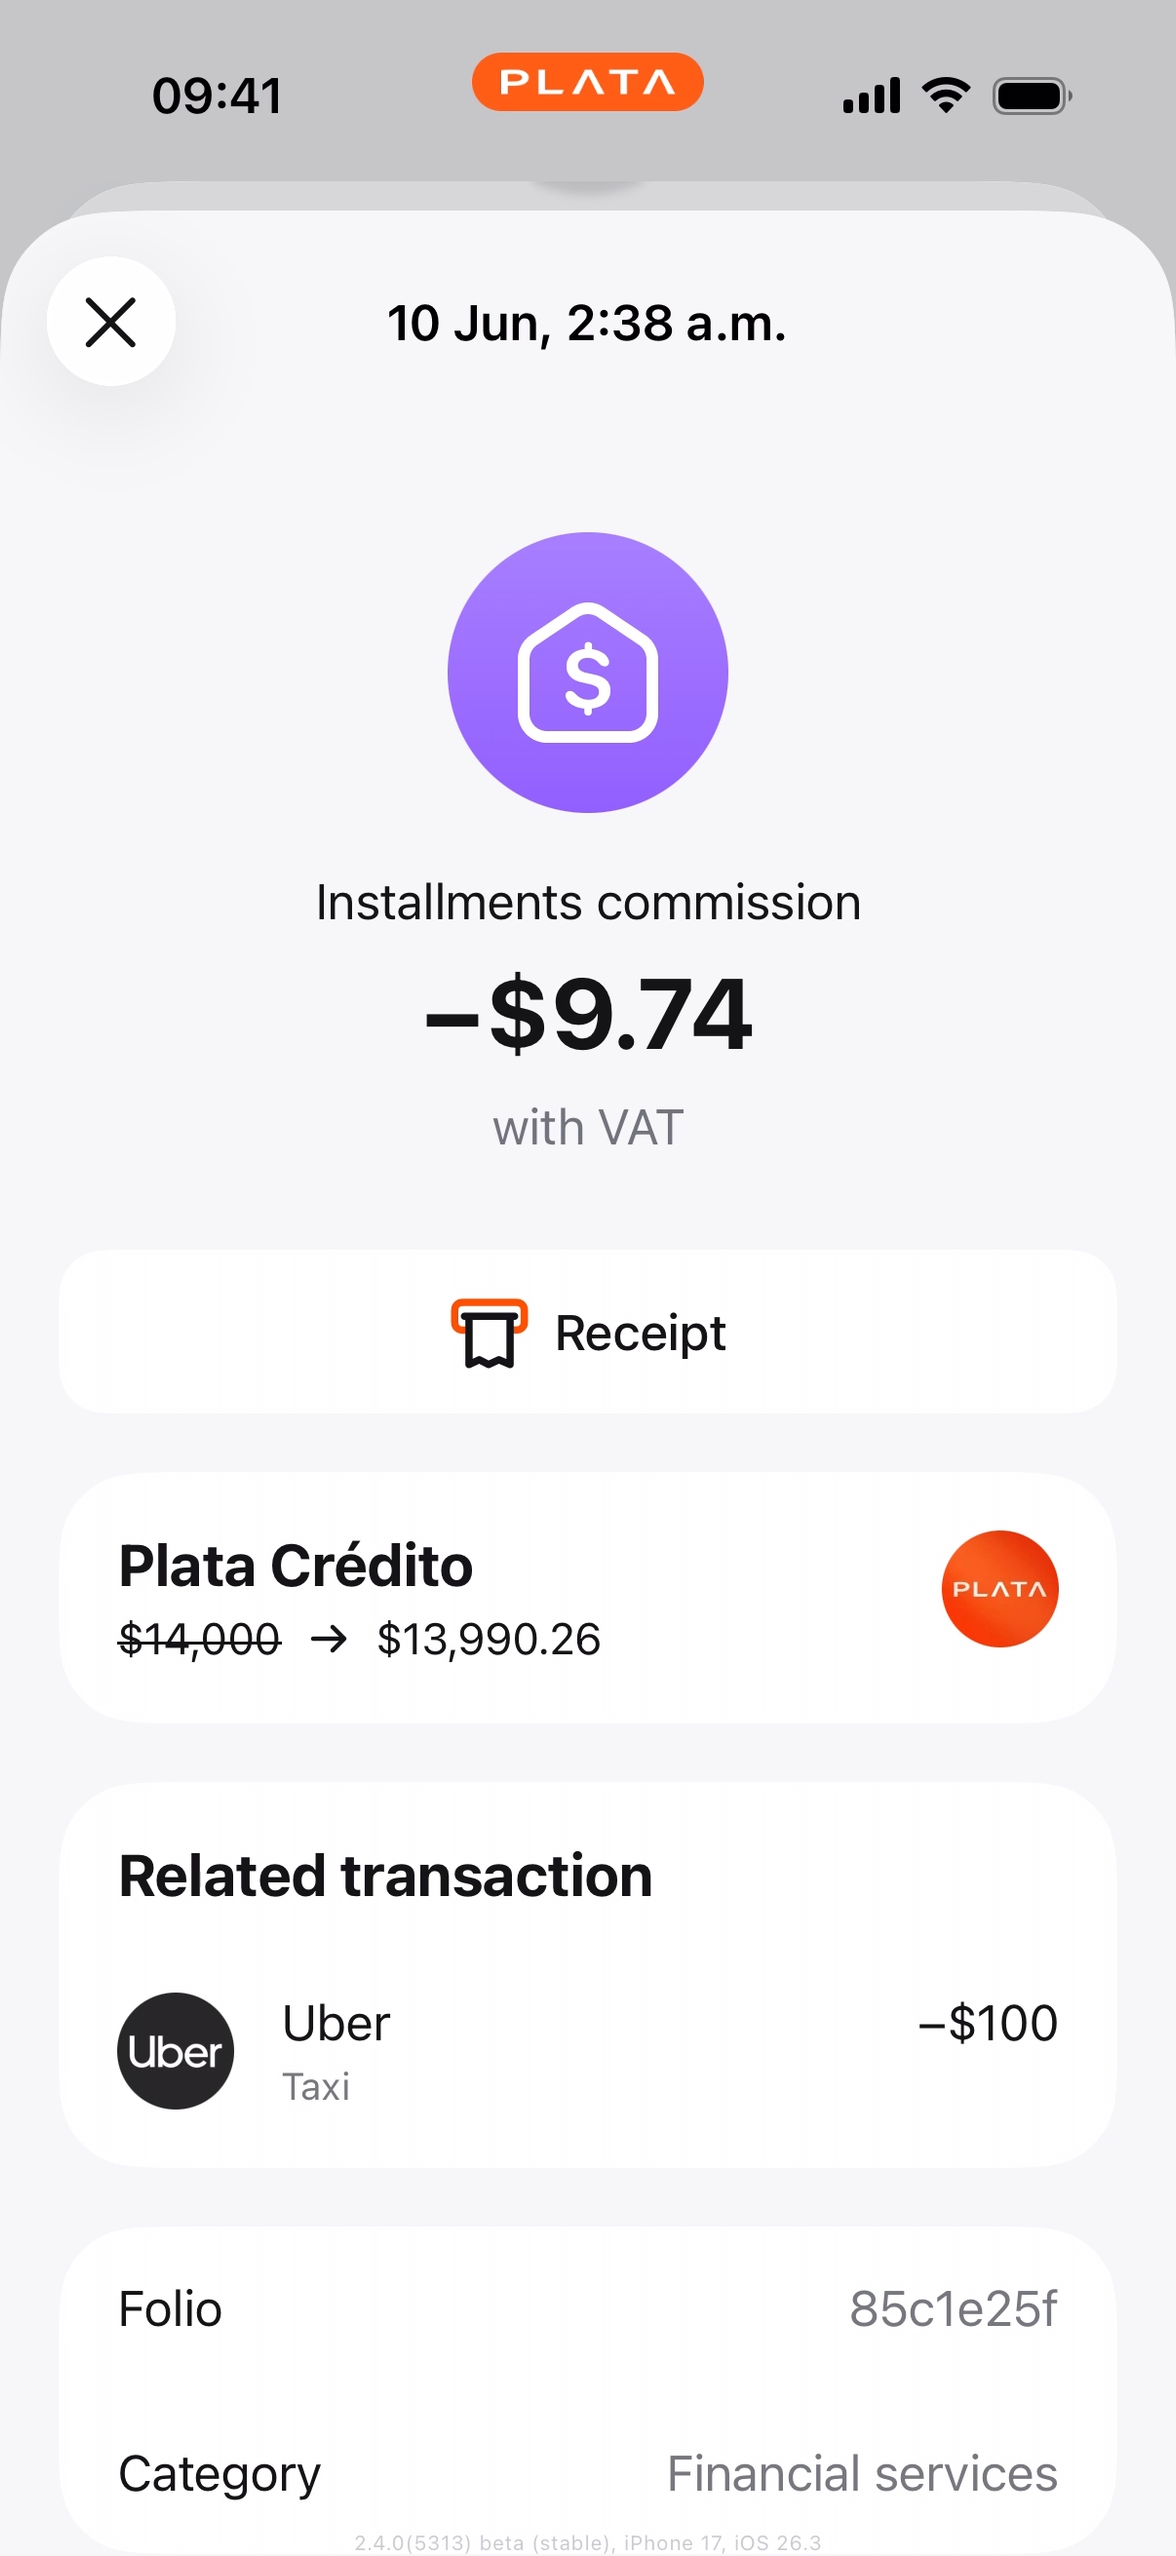 09:41
PLATA
10 Jun, 2:38 a.m.
$
Installments commission
−$9.74
with VAT
Receipt
Plata Crédito
PLATA
$14,000 → $13,990.26
Related transaction
Uber
Uber
−$100
Taxi
Folio
85c1e25f
Category
Financial services
2.4.0(5313) beta (stable), iPhone 17, iOS 26.3